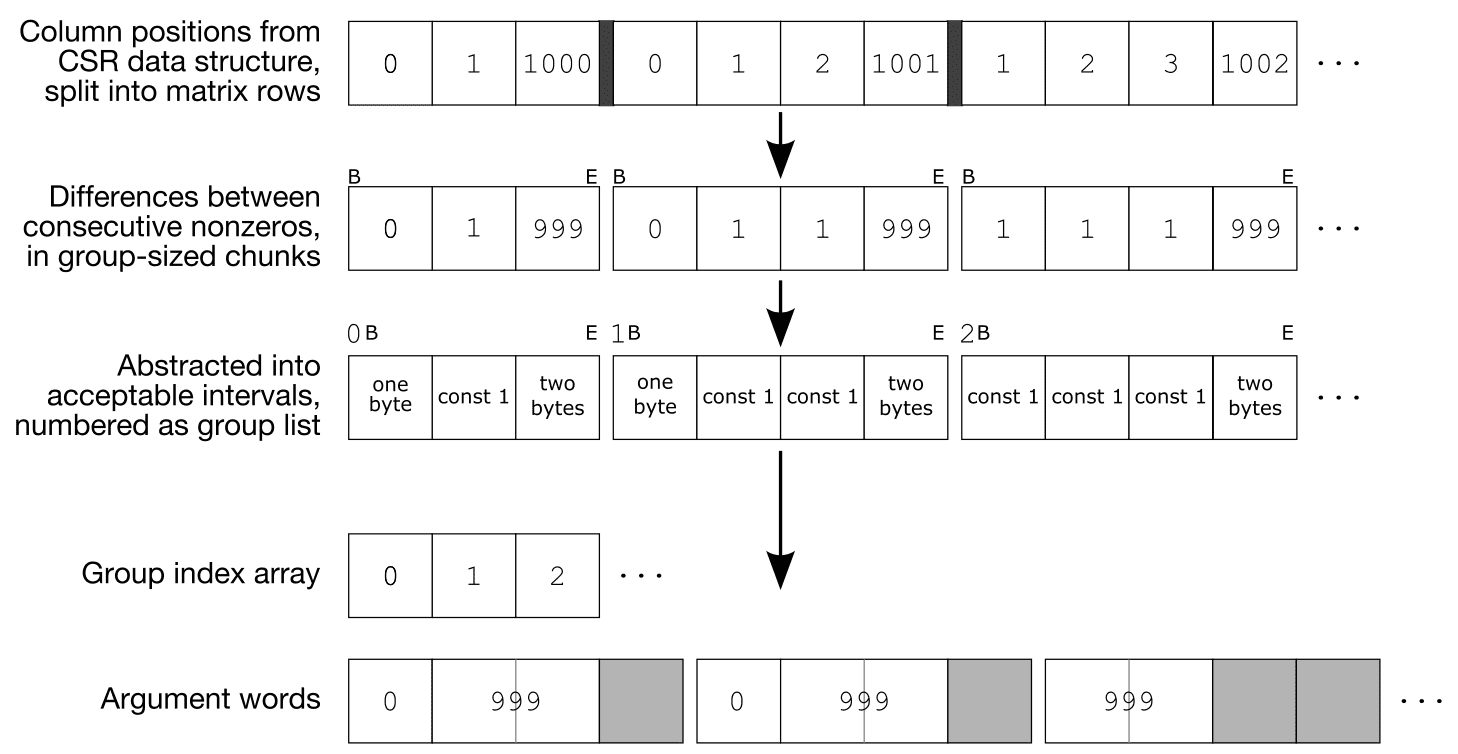 Column positions from
CSR data structure,
split into matrix rows
0 1 1000 0 1 2 1001 1 2 3 1002 ...
B E B E B E
Differences between
consecutive nonzeros,
in group-sized chunks
0 1 999 0 1 1 999 1 1 1 999 ...
0B E 1B E 2B E
Abstracted into
acceptable intervals,
numbered as group list
one byte const 1 two bytes one byte const 1 const 1 two bytes const 1 const 1 const 1 two bytes ...
Group index array
0 1 2 ...
Argument words
0 999 0 999 999 ...